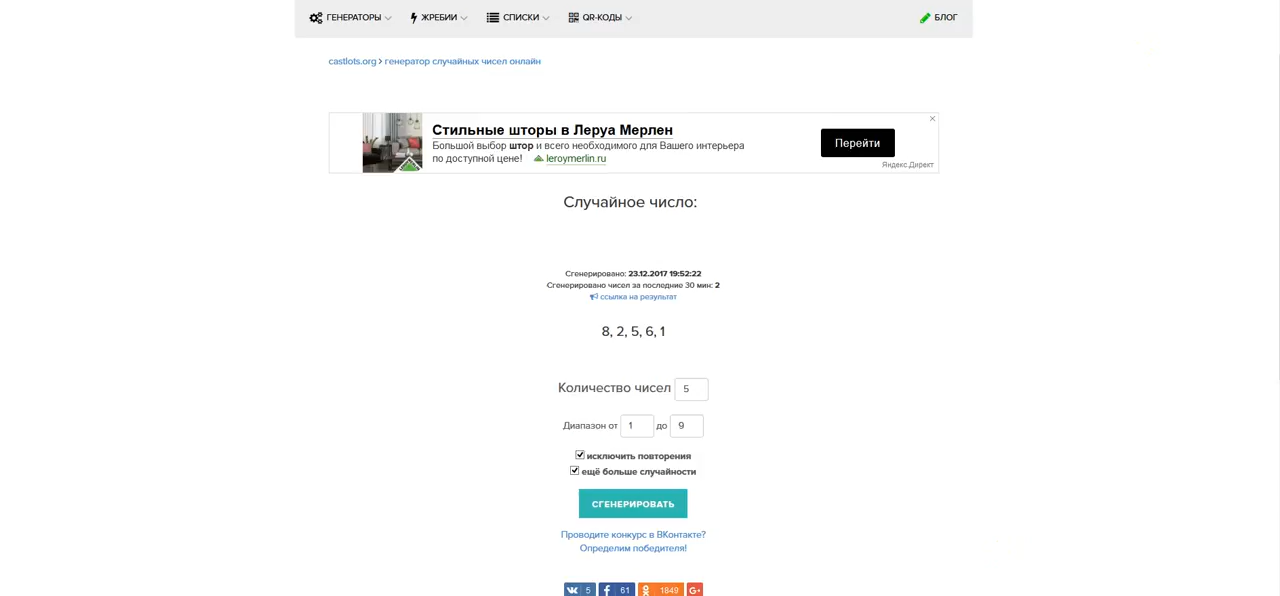 ГЕНЕРАТОРЫ ЖРЕБИИ СПИСКИ QR-КОДЫ БЛОГ
castlots.org > генератор случайных чисел онлайн
Стильные шторы в Леруа Мерлен
Большой выбор штор и всего необходимого для Вашего интерьера
по доступной цене! leroymerlin.ru
Перейти
Яндекс.Директ
Случайное число:
Сгенерировано: 23.12.2017 19:52:22
Сгенерировано чисел за последние 30 мин: 2
ссылка на результат
8, 2, 5, 6, 1
Количество чисел 5
Диапазон от 1 до 9
исключить повторения
ещё больше случайности
СГЕНЕРИРОВАТЬ
Проводите конкурс в ВКонтакте?
Определим победителя!
5 61 1849 G+